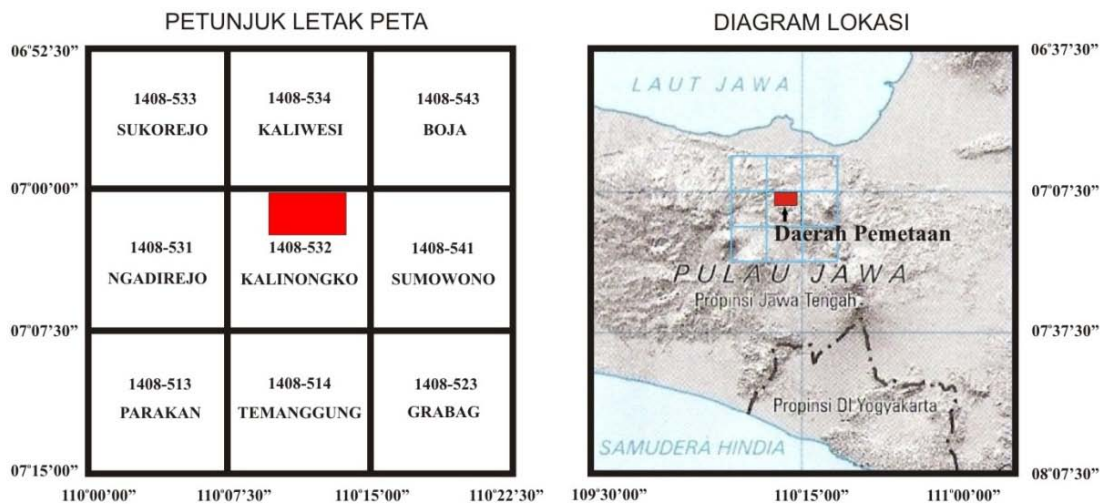 PETUNJUK LETAK PETA
06°52'30”
1408-533
SUKOREJO
1408-534
KALIWESI
1408-543
BOJA
07°00'00”
1408-531
NGADIREJO
1408-532
KALINONGKO
1408-541
SUMOWONO
07°07'30”
1408-513
PARAKAN
1408-514
TEMANGGUNG
1408-523
GRABAG
07°15'00”
110°00'00” 110°07'30” 110°15'00” 110°22'30”
DIAGRAM LOKASI
06°37'30”
LAUT JAWA
07°07'30”
Daerah Pemetaan
PULAU JAWA
Propinsi Jawa Tengah
07°37'30”
Propinsi DI Yogyakarta
SAMUDERA HINDIA
08°07'30”
109°30'00” 110°15'00” 111°00'00”